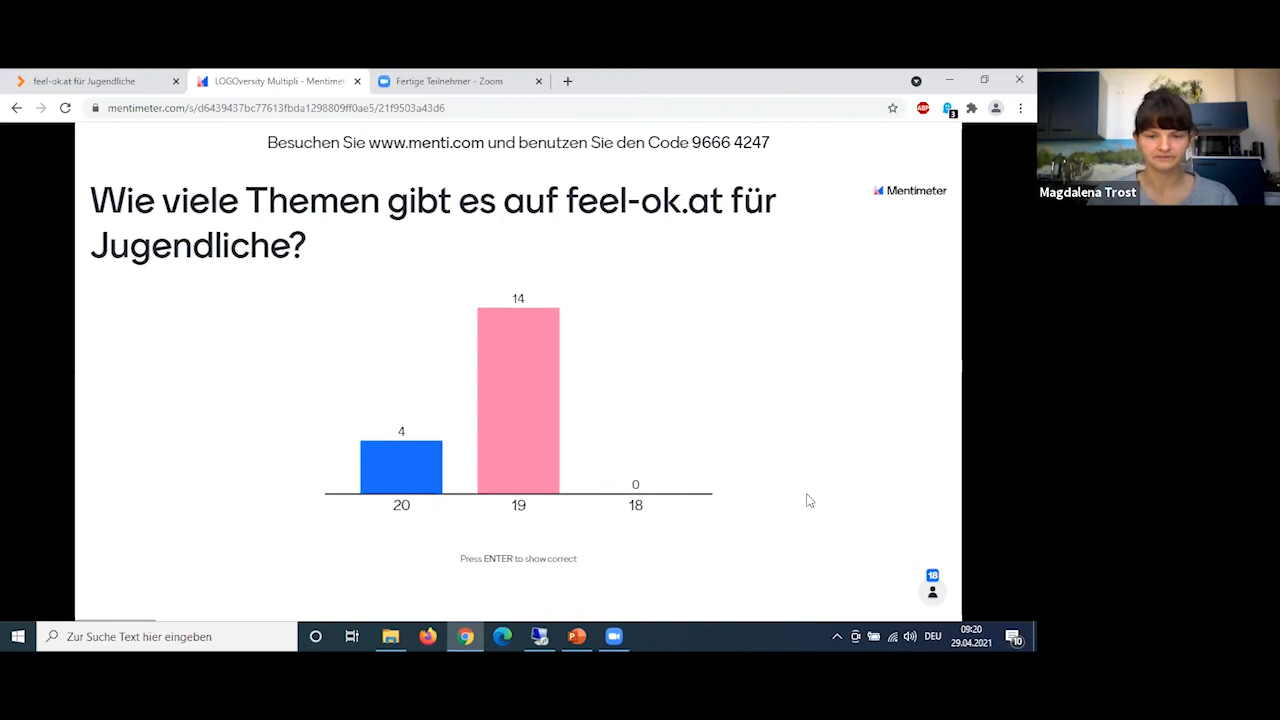 feel-ok.at für Jugendliche
LOGOversity Multipli - Mentimet
Fertige Teilnehmer - Zoom
mentimeter.com/s/d6439437bc77613fbda1298809ff0ae5/21f9503a43d6
ABP
3
Besuchen Sie www.menti.com und benutzen Sie den Code 9666 4247
Wie viele Themen gibt es auf feel-ok.at für
Jugendliche?
Mentimeter
Magdalena Trost
14
4
0
20
19
18
Press ENTER to show correct
18
Zur Suche Text hier eingeben
DEU
09:20
29.04.2021
10